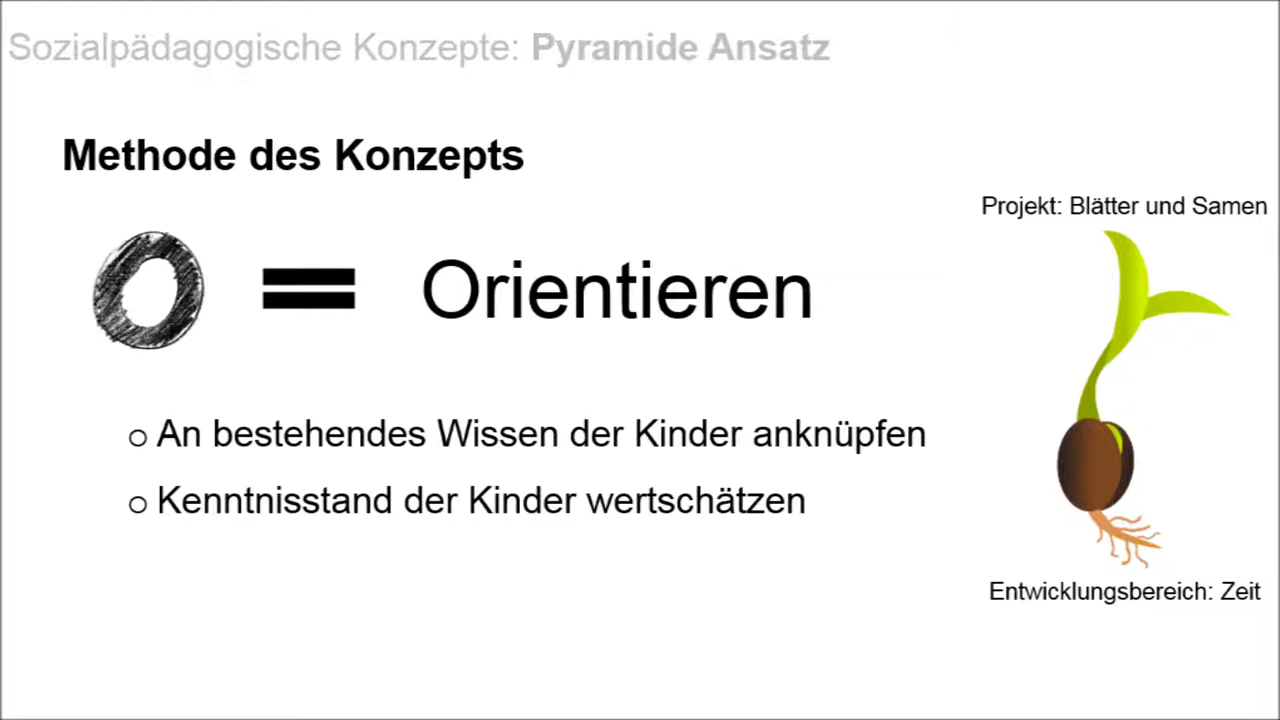 Sozialpädagogische Konzepte: Pyramide Ansatz
Methode des Konzepts
Projekt: Blätter und Samen
O = Orientieren
An bestehendes Wissen der Kinder anknüpfen
Kenntnisstand der Kinder wertschätzen
Entwicklungsbereich: Zeit